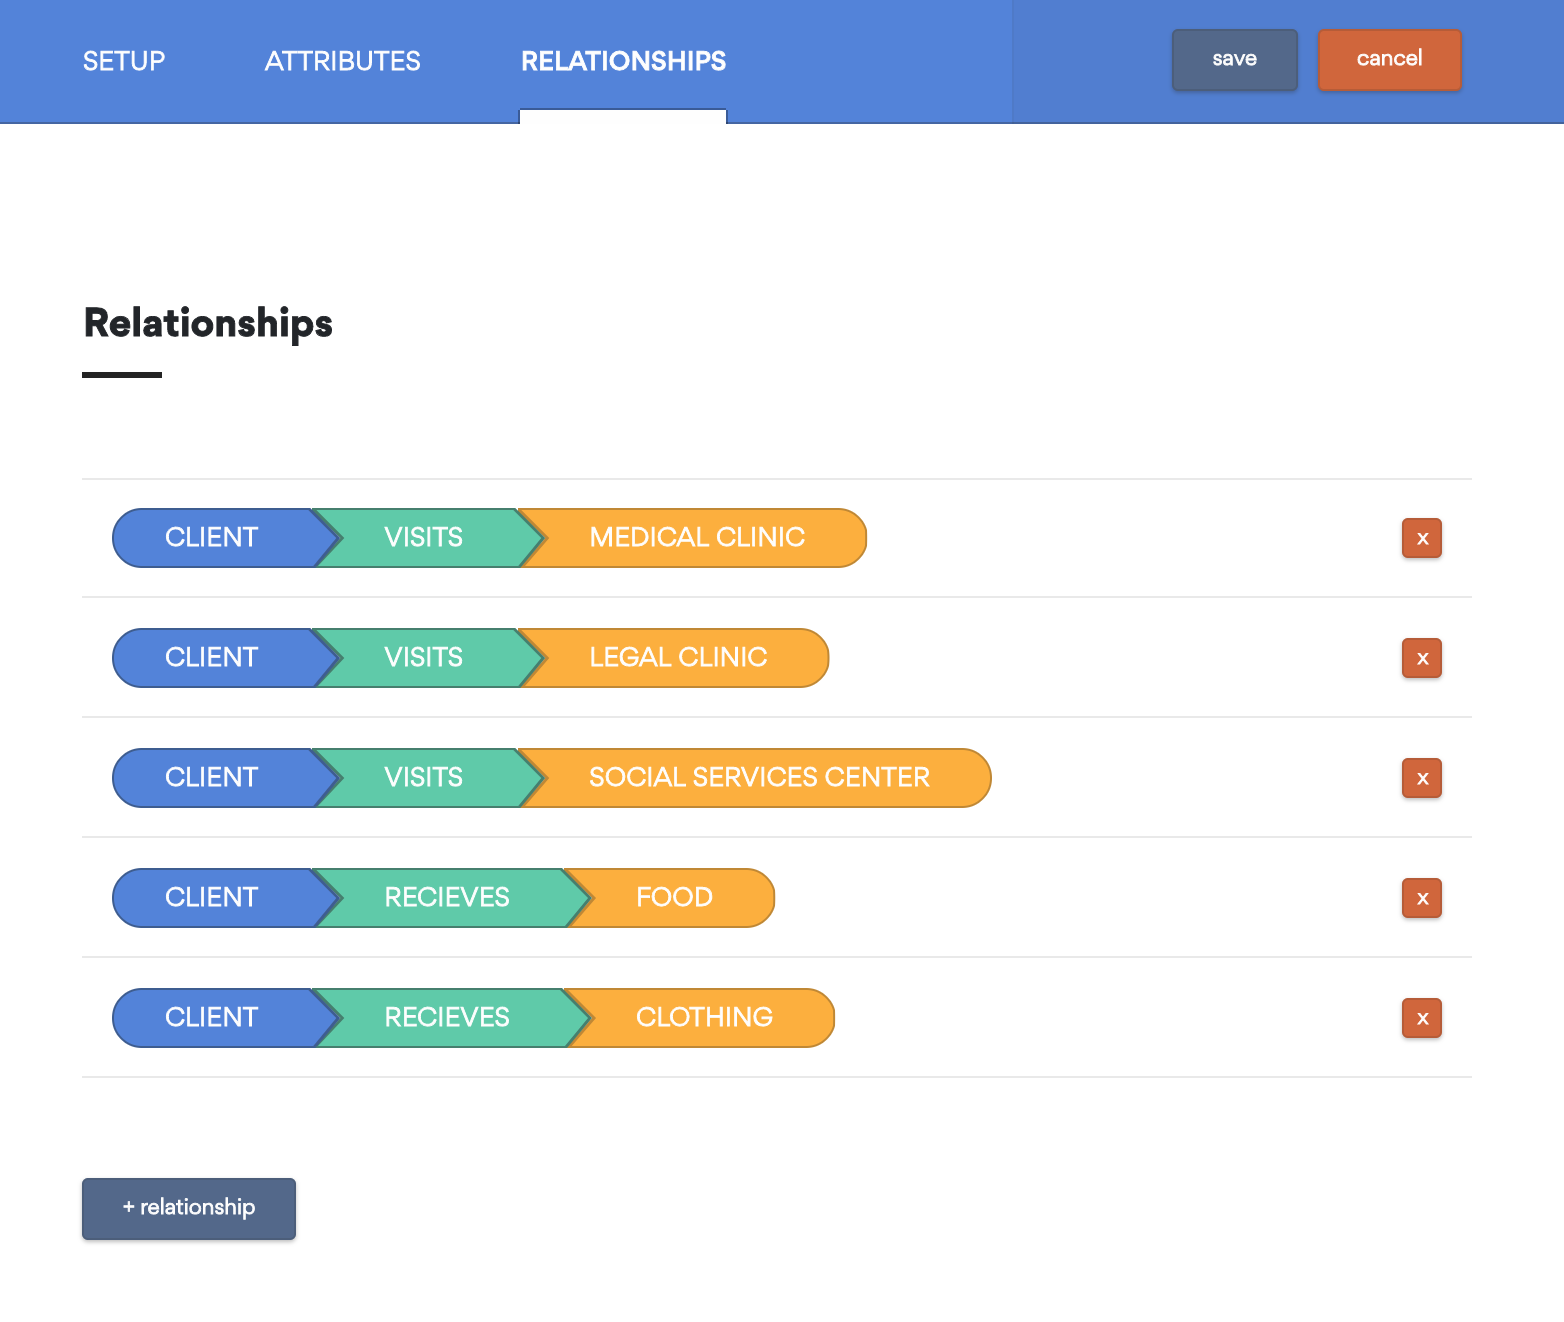 SETUP ATTRIBUTES RELATIONSHIPS save cancel
Relationships
CLIENT VISITS MEDICAL CLINIC x
CLIENT VISITS LEGAL CLINIC x
CLIENT VISITS SOCIAL SERVICES CENTER x
CLIENT RECIEVES FOOD x
CLIENT RECIEVES CLOTHING x
+ relationship